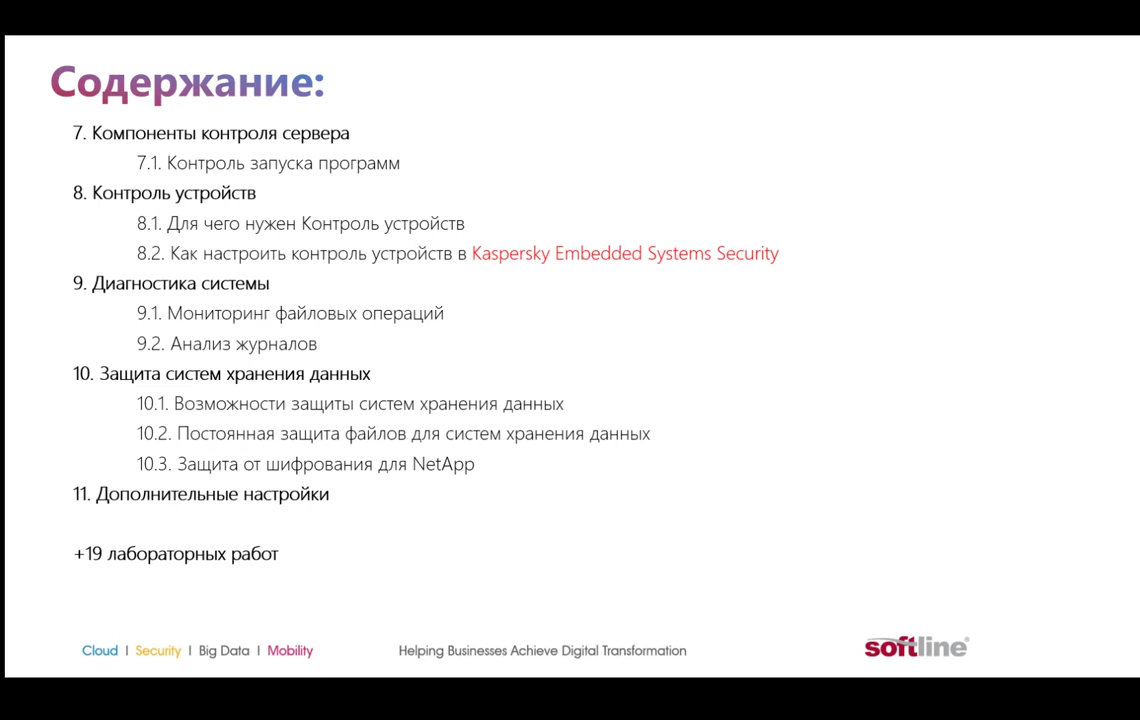 Содержание:
7. Компоненты контроля сервера
7.1. Контроль запуска программ
8. Контроль устройств
8.1. Для чего нужен Контроль устройств
8.2. Как настроить контроль устройств в Kaspersky Embedded Systems Security
9. Диагностика системы
9.1. Мониторинг файловых операций
9.2. Анализ журналов
10. Защита систем хранения данных
10.1. Возможности защиты систем хранения данных
10.2. Постоянная защита файлов для систем хранения данных
10.3. Защита от шифрования для NetApp
11. Дополнительные настройки
+19 лабораторных работ
Cloud | Security | Big Data | Mobility
Helping Businesses Achieve Digital Transformation
softline®